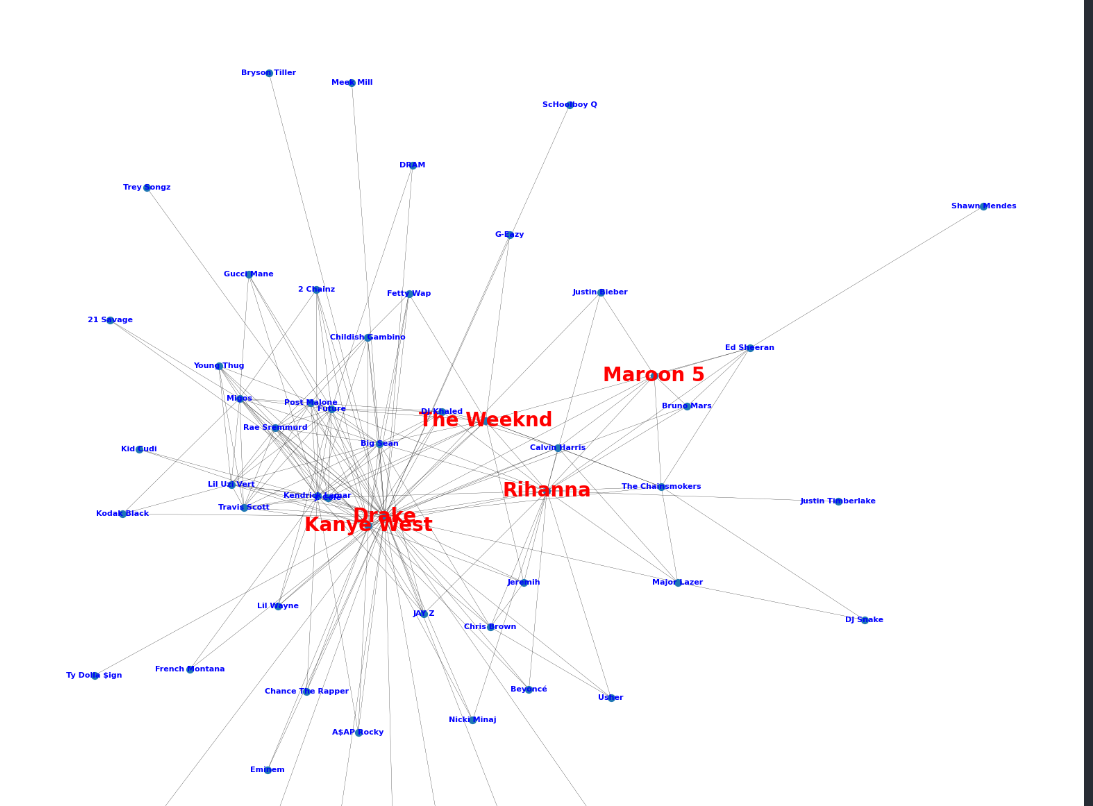 Bryson Tiller
Meek Mill
ScHoolboy Q
DRAM
Trey Songz
Shawn Mendes
G-Eazy
Gucci Mane
2 Chainz
Fetty Wap
Justin Bieber
21 Savage
Childish Gambino
Ed Sheeran
Young Thug
Maroon 5
Migos
Post Malone
Future
DJ Khaled
Bruno Mars
The Weeknd
Rae Sremmurd
Big Sean
Kid Cudi
Calvin Harris
Lil Uzi Vert
The Chainsmokers
Rihanna
Kendrick Lamar
Justin Timberlake
Travis Scott
Kodak Black
Drake
Kanye West
Jeremih
Major Lazer
Lil Wayne
JAY Z
DJ Snake
Chris Brown
French Montana
Ty Dolla $ign
Chance The Rapper
Beyoncé
Usher
Nicki Minaj
A$AP Rocky
Eminem